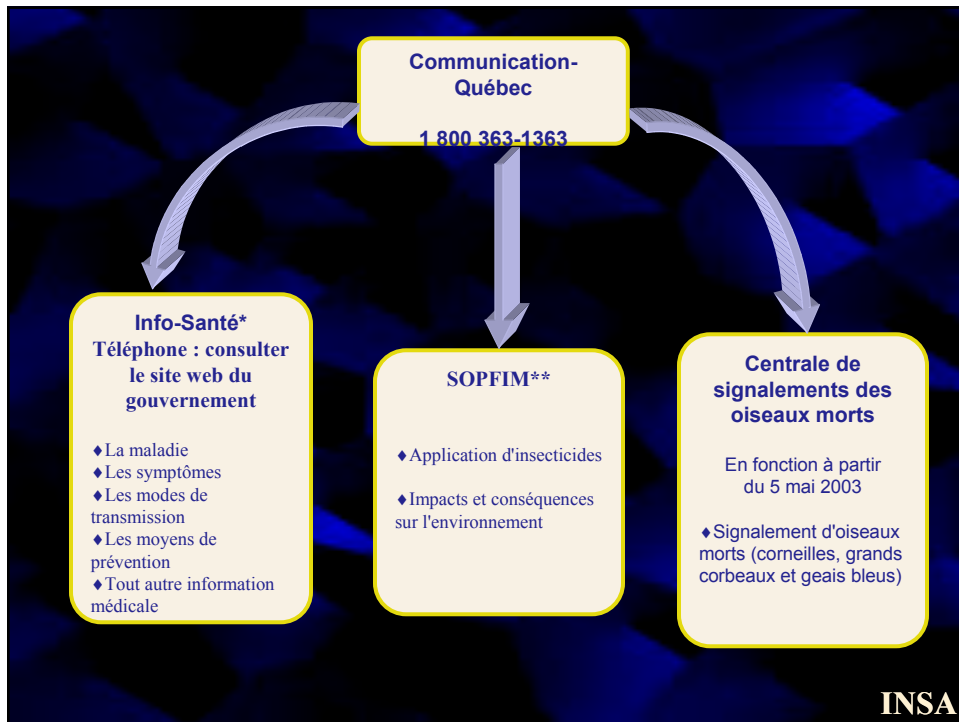 Communication-
Québec
1 800 363-1363
Info-Santé*
Téléphone : consulter
le site web du
gouvernement
♦La maladie
♦Les symptômes
♦Les modes de
transmission
♦Les moyens de
prévention
♦Tout autre information
médicale
SOPFIM**
♦Application d'insecticides
♦Impacts et conséquences
sur l'environnement
Centrale de
signalements des
oiseaux morts
En fonction à partir
du 5 mai 2003
♦Signalement d'oiseaux
morts (corneilles, grands
corbeaux et geais bleus)
INSA